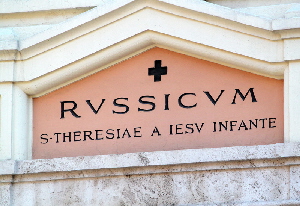 RVSSICVM
S·THERESIAE A IESV INFANTE